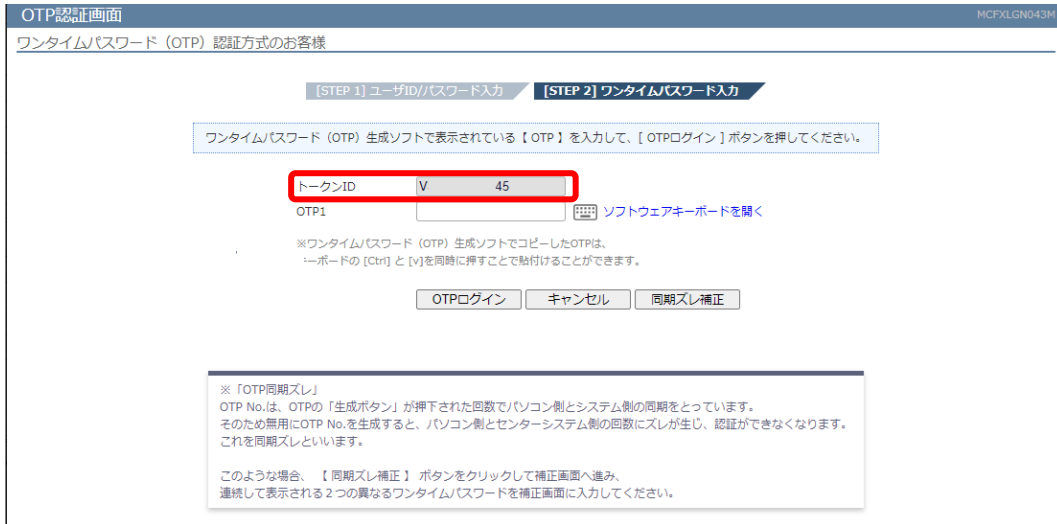 OTP認証画面
MCFXLGN043M
ワンタイムパスワード（OTP）認証方式のお客様
[STEP 1] ユーザID/パスワード入力
[STEP 2] ワンタイムパスワード入力
ワンタイムパスワード（OTP）生成ソフトで表示されている【 OTP 】を入力して、[ OTPログイン ] ボタンを押してください。
トークンID V 45
OTP1 ソフトウェアキーボードを開く
※ワンタイムパスワード（OTP）生成ソフトでコピーしたOTPは、
ーボードの [Ctrl] と [v]を同時に押すことで貼付けることができます。
OTPログイン キャンセル 同期ズレ補正
※「OTP同期ズレ」
OTP No.は、OTPの「生成ボタン」が押下された回数でパソコン側とシステム側の同期をとっています。
そのため無用にOTP No.を生成すると、パソコン側とセンターシステム側の回数にズレが生じ、認証ができなくなります。
これを同期ズレといいます。
このような場合、【 同期ズレ補正 】 ボタンをクリックして補正画面へ進み、
連続して表示される２つの異なるワンタイムパスワードを補正画面に入力してください。